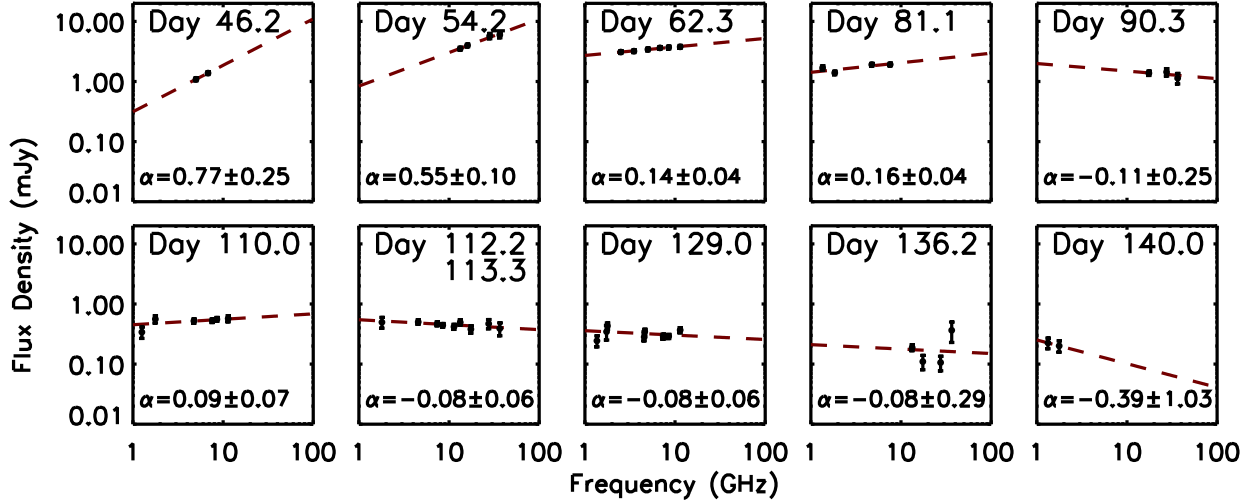 Day 46.2
Day 54.2
Day 62.3
Day 81.1
Day 90.3
10.00
1.00
0.10
0.01
α=0.77±0.25
α=0.55±0.10
α=0.14±0.04
α=0.16±0.04
α=−0.11±0.25
Flux Density (mJy)
Day 110.0
Day 112.2
113.3
Day 129.0
Day 136.2
Day 140.0
10.00
1.00
0.10
0.01
α=0.09±0.07
α=−0.08±0.06
α=−0.08±0.06
α=−0.08±0.29
α=−0.39±1.03
1 10 100
1 10 100
1 10 100
1 10 100
1 10 100
Frequency (GHz)